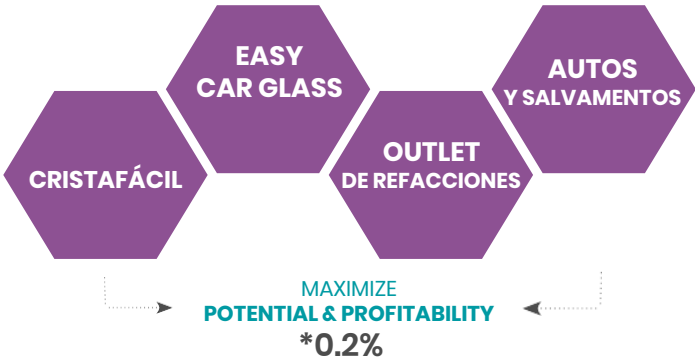 CRISTAFÁCIL
EASY
CAR GLASS
OUTLET
DE REFACCIONES
AUTOS
Y SALVAMENTOS
MAXIMIZE
POTENTIAL & PROFITABILITY
*0.2%